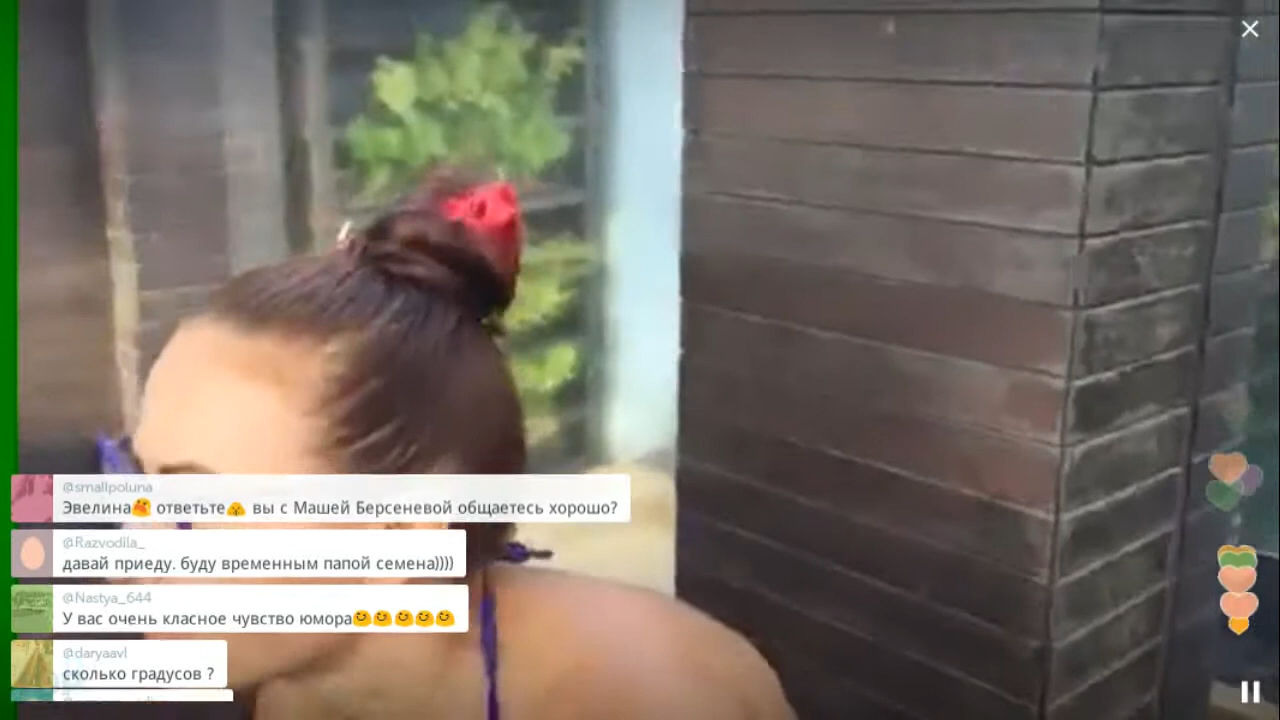 @smallpoluna
Эвелина🥰 ответьте🙏 вы с Машей Берсеневой общаетесь хорошо?
@Razvodila_
давай приеду. буду временным папой семена))))
@Nastya_644
У вас очень класное чувство юмора😊😊😊😊😊
@daryaavl
сколько градусов ?